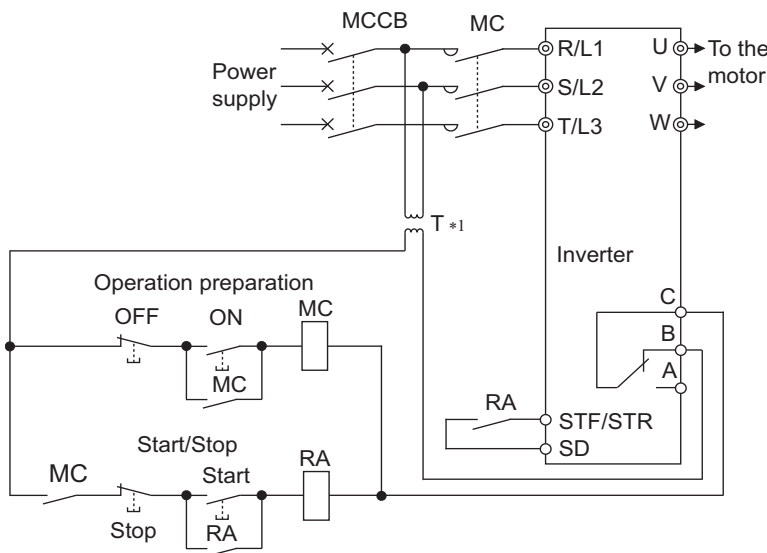 MCCB
MC
R/L1
U
To the
motor
Power
supply
S/L2
V
T/L3
W
T *1
Inverter
Operation preparation
OFF
ON
MC
C
B
A
MC
RA
STF/STR
SD
Start/Stop
MC
Start
RA
Stop
RA